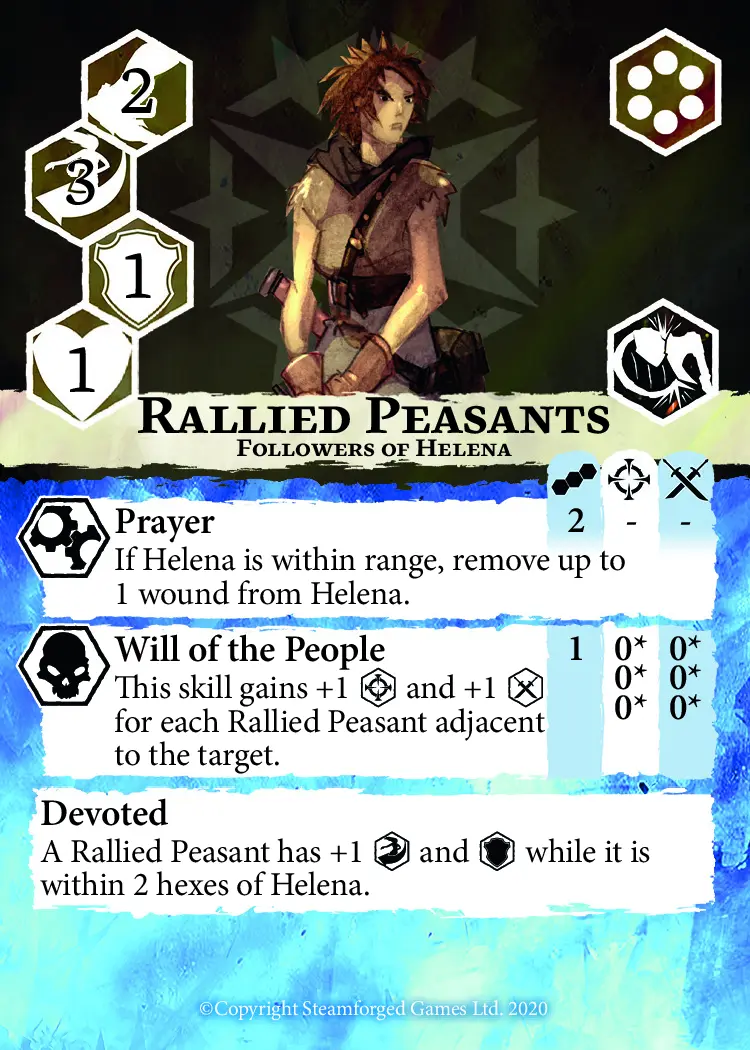 2
3
1
1
Rallied Peasants
Followers of Helena
Prayer 2 - -
If Helena is within range, remove up to
1 wound from Helena.
Will of the People 1 0* 0*
This skill gains +1 and +1 0* 0*
for each Rallied Peasant adjacent 0* 0*
to the target.
Devoted
A Rallied Peasant has +1 and while it is
within 2 hexes of Helena.
©Copyright Steamforged Games Ltd. 2020